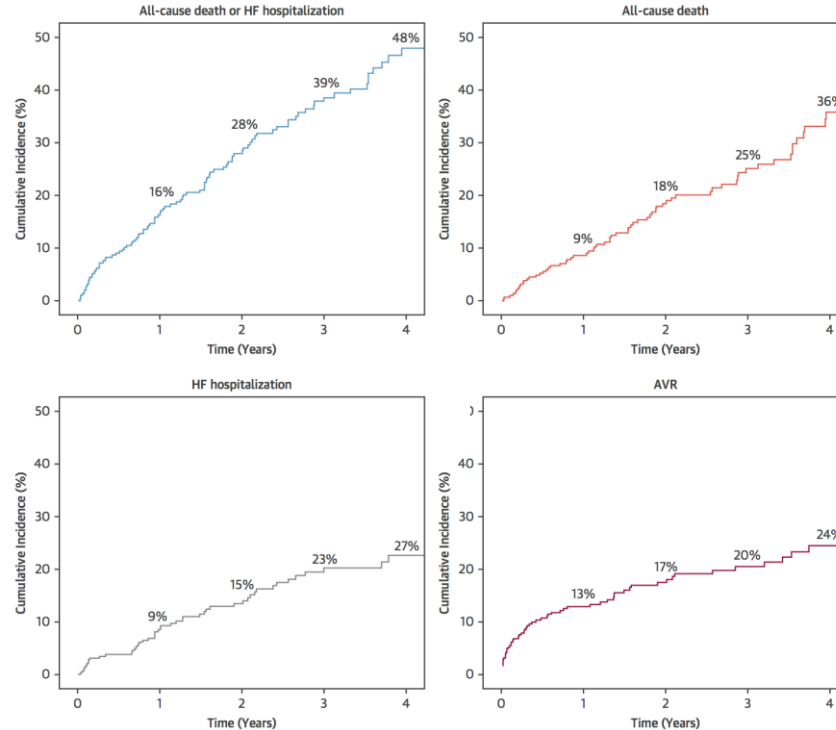 All-cause death or HF hospitalization
Cumulative Incidence (%)
50
40
30
20
10
0
16%
28%
39%
48%
0 1 2 3 4
Time (Years)
All-cause death
Cumulative Incidence (%)
50
40
30
20
10
0
9%
18%
25%
36%
0 1 2 3 4
Time (Years)
HF hospitalization
Cumulative Incidence (%)
50
40
30
20
10
0
9%
15%
23%
27%
0 1 2 3 4
Time (Years)
AVR
Cumulative Incidence (%)
40
30
20
10
0
13%
17%
20%
24%
0 1 2 3 4
Time (Years)